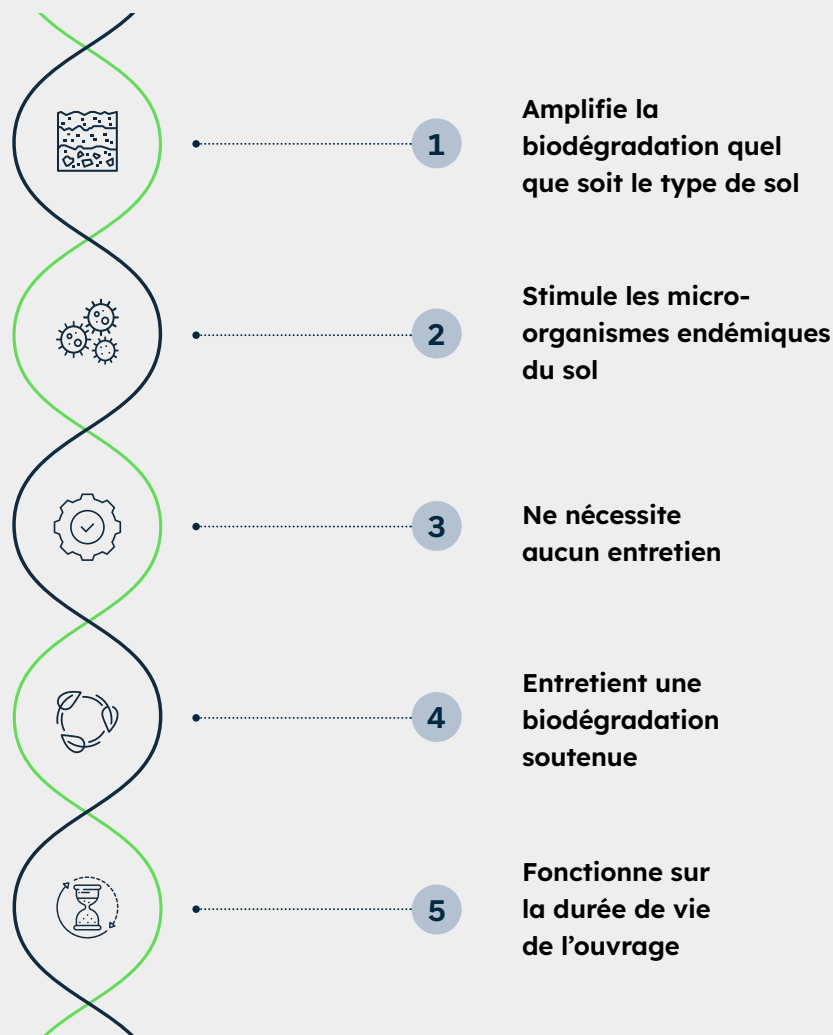 1
Amplifie la
biodégradation quel
que soit le type de sol
2
Stimule les micro-
organismes endémiques
du sol
3
Ne nécessite
aucun entretien
4
Entretient une
biodégradation
soutenue
5
Fonctionne sur
la durée de vie
de l’ouvrage